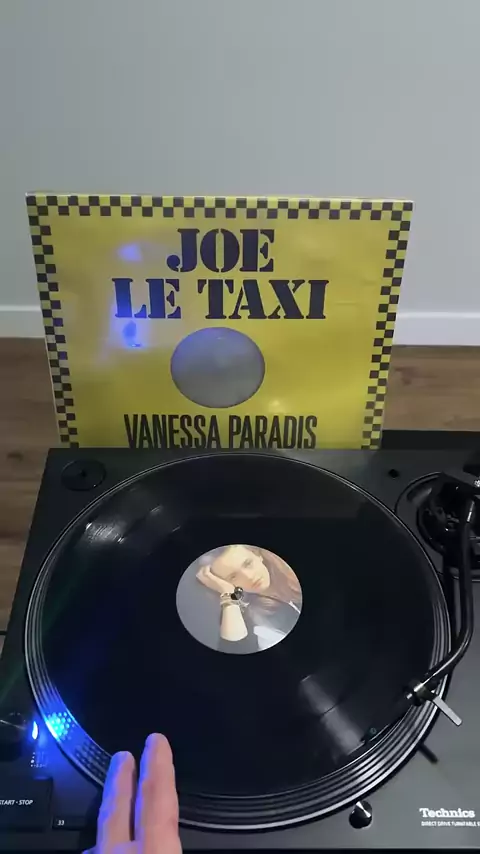 JOE
LE TAXI
VANESSA PARADIS
START • STOP
33
Technics
DIRECT DRIVE TURNTABLE S